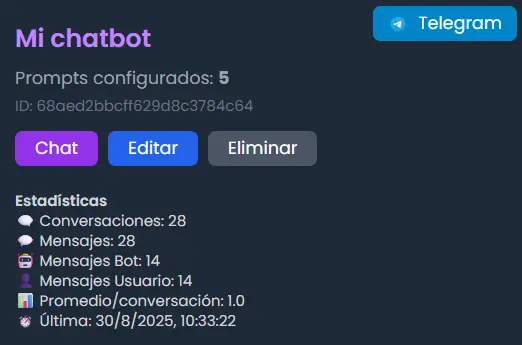 Telegram
Mi chatbot
Prompts configurados: 5
ID: 68aed2bbcff629d8c3784c64
Chat
Editar
Eliminar
Estadísticas
💬 Conversaciones: 28
💬 Mensajes: 28
🤖 Mensajes Bot: 14
👤 Mensajes Usuario: 14
📊 Promedio/conversación: 1.0
⏰ Última: 30/8/2025, 10:33:22